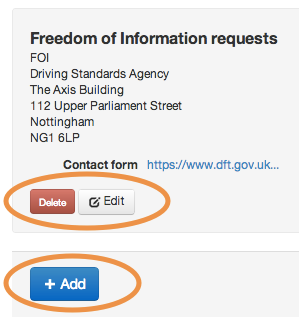 Freedom of Information requests
FOI
Driving Standards Agency
The Axis Building
112 Upper Parliament Street
Nottingham
NG1 6LP
Contact form https://www.dft.gov.uk...
Delete Edit
+ Add